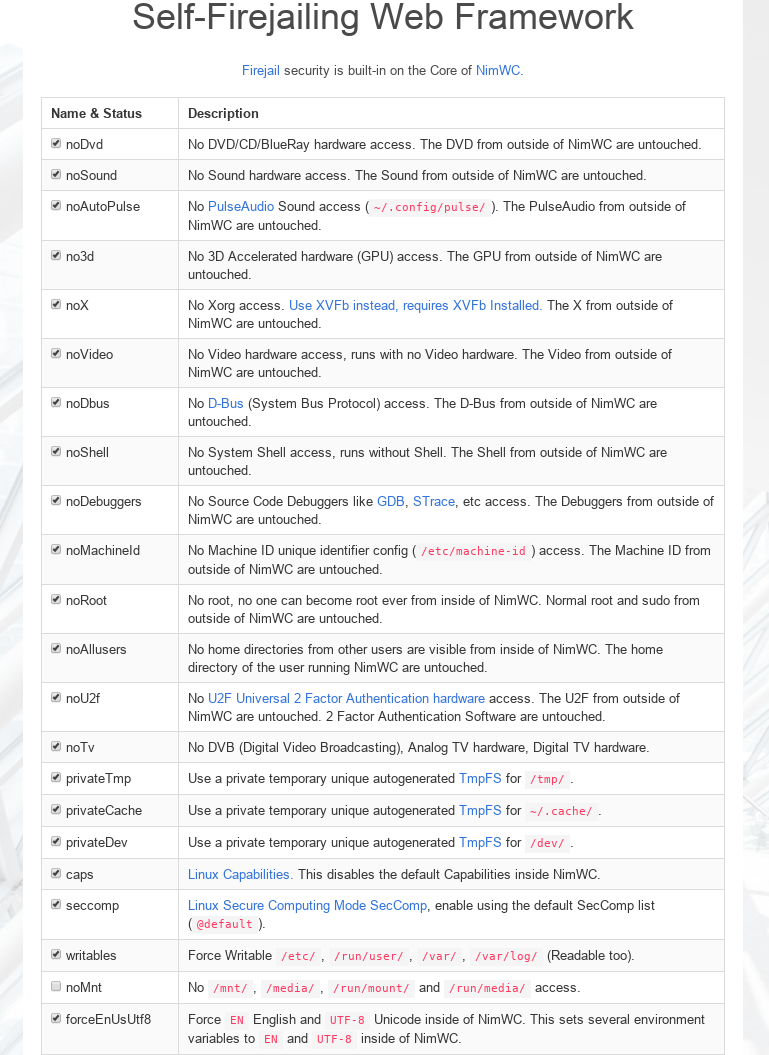 Self-Firejailing Web Framework
Firejail security is built-in on the Core of NimWC.
Name & Status Description
noDvd No DVD/CD/BlueRay hardware access. The DVD from outside of NimWC are untouched.
noSound No Sound hardware access. The Sound from outside of NimWC are untouched.
noAutoPulse No PulseAudio Sound access ( ~/.config/pulse/ ). The PulseAudio from outside of
NimWC are untouched.
no3d No 3D Accelerated hardware (GPU) access. The GPU from outside of NimWC are
untouched.
noX No Xorg access. Use XVFb instead, requires XVFb Installed. The X from outside of
NimWC are untouched.
noVideo No Video hardware access, runs with no Video hardware. The Video from outside of
NimWC are untouched.
noDbus No D-Bus (System Bus Protocol) access. The D-Bus from outside of NimWC are
untouched.
noShell No System Shell access, runs without Shell. The Shell from outside of NimWC are
untouched.
noDebuggers No Source Code Debuggers like GDB, STrace, etc access. The Debuggers from outside of
NimWC are untouched.
noMachineId No Machine ID unique identifier config ( /etc/machine-id ) access. The Machine ID from
outside of NimWC are untouched.
noRoot No root, no one can become root ever from inside of NimWC. Normal root and sudo from
outside of NimWC are untouched.
noAllusers No home directories from other users are visible from inside of NimWC. The home
directory of the user running NimWC are untouched.
noU2f No U2F Universal 2 Factor Authentication hardware access. The U2F from outside of
NimWC are untouched. 2 Factor Authentication Software are untouched.
noTv No DVB (Digital Video Broadcasting), Analog TV hardware, Digital TV hardware.
privateTmp Use a private temporary unique autogenerated TmpFS for /tmp/ .
privateCache Use a private temporary unique autogenerated TmpFS for ~/.cache/ .
privateDev Use a private temporary unique autogenerated TmpFS for /dev/ .
caps Linux Capabilities. This disables the default Capabilities inside NimWC.
seccomp Linux Secure Computing Mode SecComp, enable using the default SecComp list
( @default ).
writables Force Writable /etc/ , /run/user/ , /var/ , /var/log/ (Readable too).
noMnt No /mnt/ , /media/ , /run/mount/ and /run/media/ access.
forceEnUsUtf8 Force EN English and UTF-8 Unicode inside of NimWC. This sets several environment
variables to EN and UTF-8 inside of NimWC.